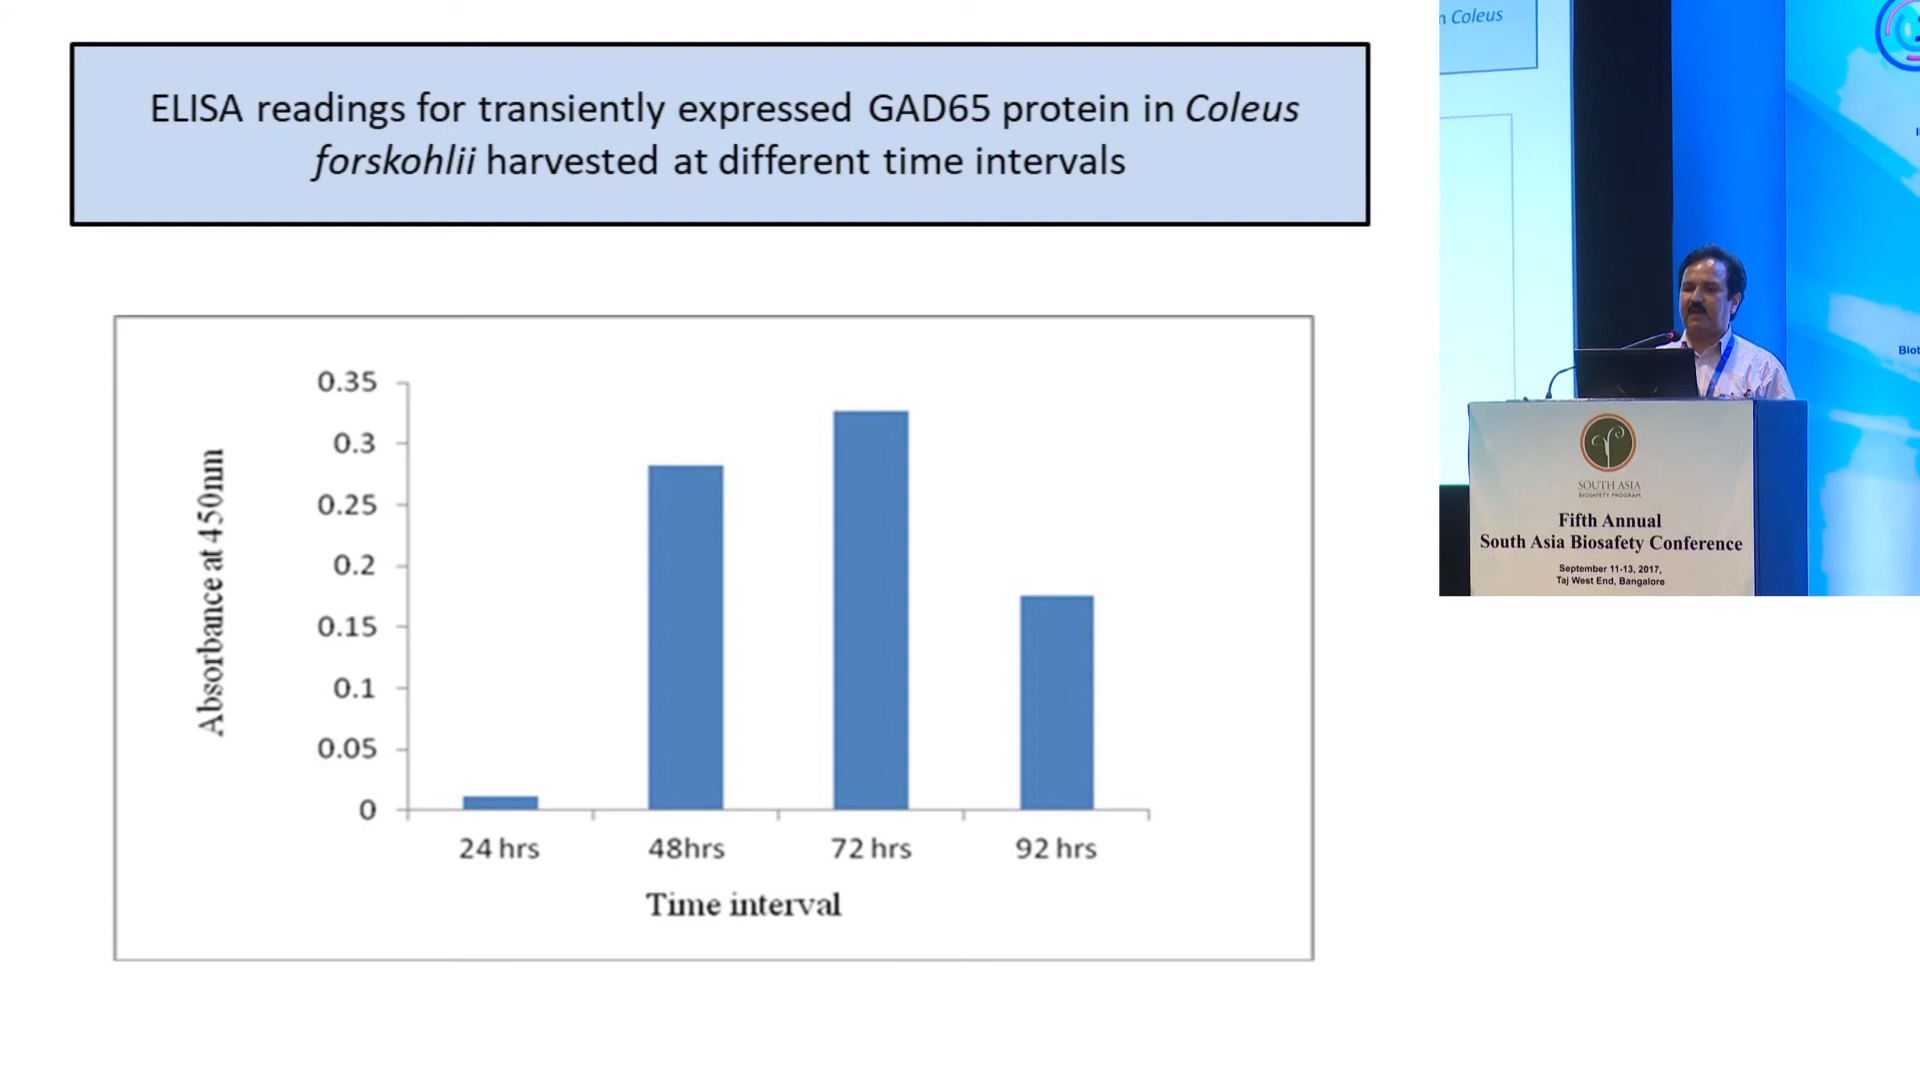 ELISA readings for transiently expressed GAD65 protein in Coleus
forskohlii harvested at different time intervals
0.35
0.3
0.25
0.2
0.15
0.1
0.05
0
Absorbance at 450nm
24 hrs
48hrs
72 hrs
92 hrs
Time interval
Coleus
Biot
SOUTH ASIA
BIOSAFETY PROGRAM
Fifth Annual
South Asia Biosafety Conference
September 11-13, 2017,
Taj West End, Bangalore